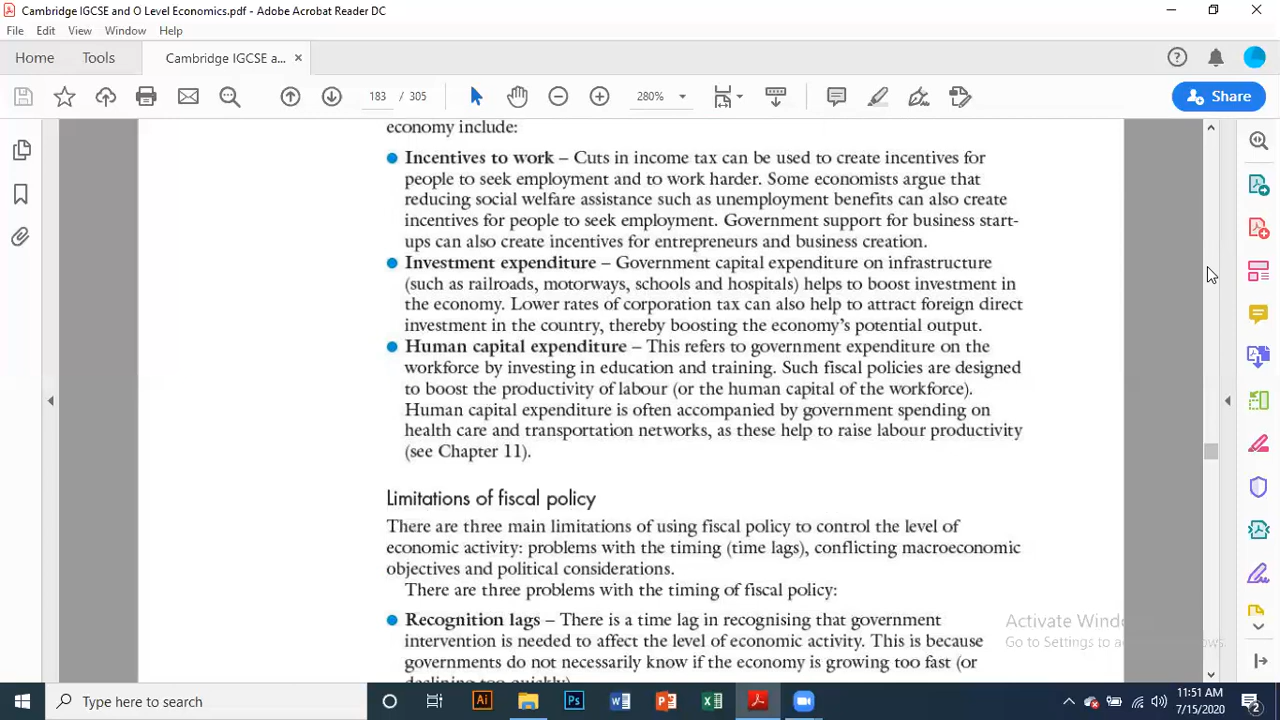 Cambridge IGCSE and O Level Economics.pdf - Adobe Acrobat Reader DC
File Edit View Window Help
Home Tools Cambridge IGCSE a... ×
183 / 305 280% Share
economy include:
Incentives to work – Cuts in income tax can be used to create incentives for
people to seek employment and to work harder. Some economists argue that
reducing social welfare assistance such as unemployment benefits can also create
incentives for people to seek employment. Government support for business start-
ups can also create incentives for entrepreneurs and business creation.
Investment expenditure – Government capital expenditure on infrastructure
(such as railroads, motorways, schools and hospitals) helps to boost investment in
the economy. Lower rates of corporation tax can also help to attract foreign direct
investment in the country, thereby boosting the economy's potential output.
Human capital expenditure – This refers to government expenditure on the
workforce by investing in education and training. Such fiscal policies are designed
to boost the productivity of labour (or the human capital of the workforce).
Human capital expenditure is often accompanied by government spending on
health care and transportation networks, as these help to raise labour productivity
(see Chapter 11).
Limitations of fiscal policy
There are three main limitations of using fiscal policy to control the level of
economic activity: problems with the timing (time lags), conflicting macroeconomic
objectives and political considerations.
There are three problems with the timing of fiscal policy:
Recognition lags – There is a time lag in recognising that government
intervention is needed to affect the level of economic activity. This is because
governments do not necessarily know if the economy is growing too fast (or
declining too quickly)
Activate Windows
Go to Settings to activate Windows.
Type here to search
11:51 AM
7/15/2020
2